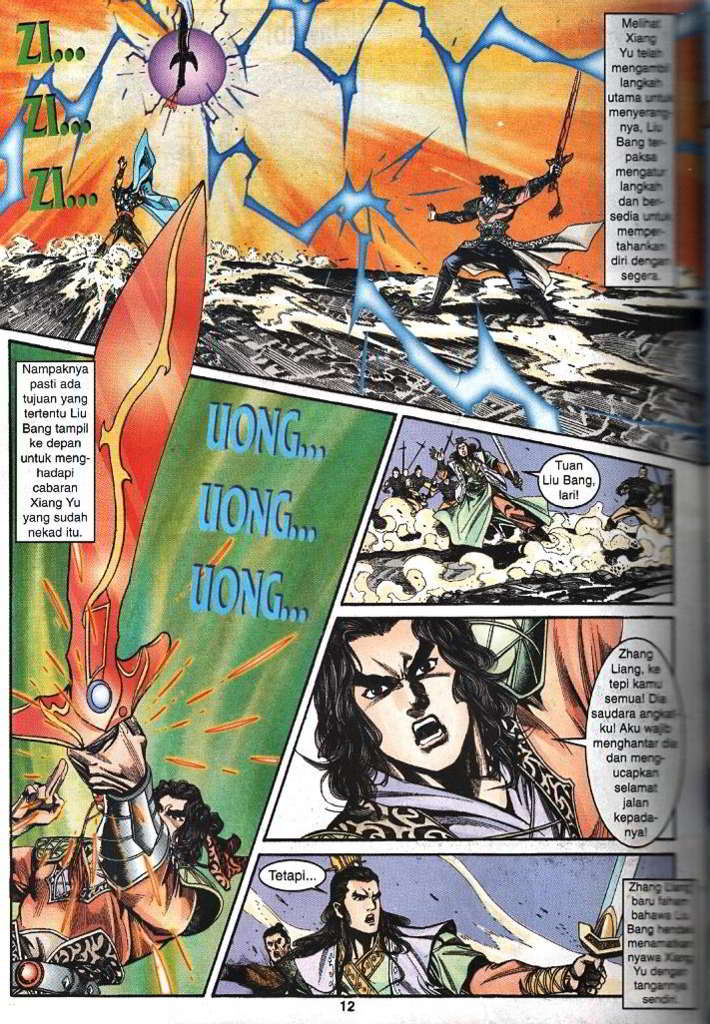 ZI...
ZI...
ZI...
Melihat
Xiang
Yu telah
mengambil
langkah
utama untuk
menyerang-
nya, Liu
Bang ter-
paksa
mengatur
langkah
dan ber-
sedia untuk
memper-
tahankan
diri dengan
segera.
Nampaknya
pasti ada
tujuan yang
tertentu Liu
Bang tampil
ke depan
untuk meng-
hadapi
cabaran
Xiang Yu
yang sudah
nekad itu.
UONG...
UONG...
UONG...
Tuan
Liu Bang,
lari!
Zhang
Liang, ke
tepi kamu
semua! Dia
saudara angkat-
ku! Aku wajib
menghantar dia
dan meng-
ucapkan
selamat
jalan
kepada-
nya!
Tetapi...
Zhang Liang
baru faham
bahawa Liu
Bang hendak
menamatkan
nyawa Xiang
Yu dengan
tangannya
sendiri.
12